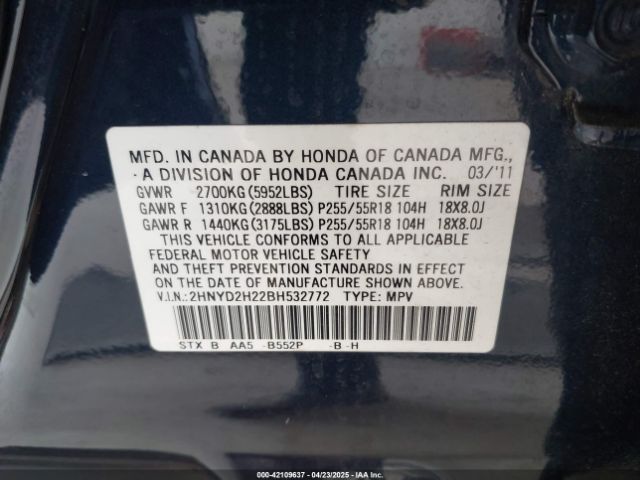 MFD. IN CANADA BY HONDA OF CANADA MFG.,
A DIVISION OF HONDA CANADA INC. 03/'11
GVWR 2700KG(5952LBS) TIRE SIZE RIM SIZE
GAWR F 1310KG(2888LBS) P255/55R18 104H 18X8.0J
GAWR R 1440KG(3175LBS) P255/55R18 104H 18X8.0J
THIS VEHICLE CONFORMS TO ALL APPLICABLE
FEDERAL MOTOR VEHICLE SAFETY
AND THEFT PREVENTION STANDARDS IN EFFECT
ON THE DATE OF MANUFACTURE SHOWN ABOVE.
V.I.N.: 2HNYD2H22BH532772 TYPE: MPV
STX B AA5 -B552P -B-H
000-42109637 - 04/23/2025 - IAAI.com